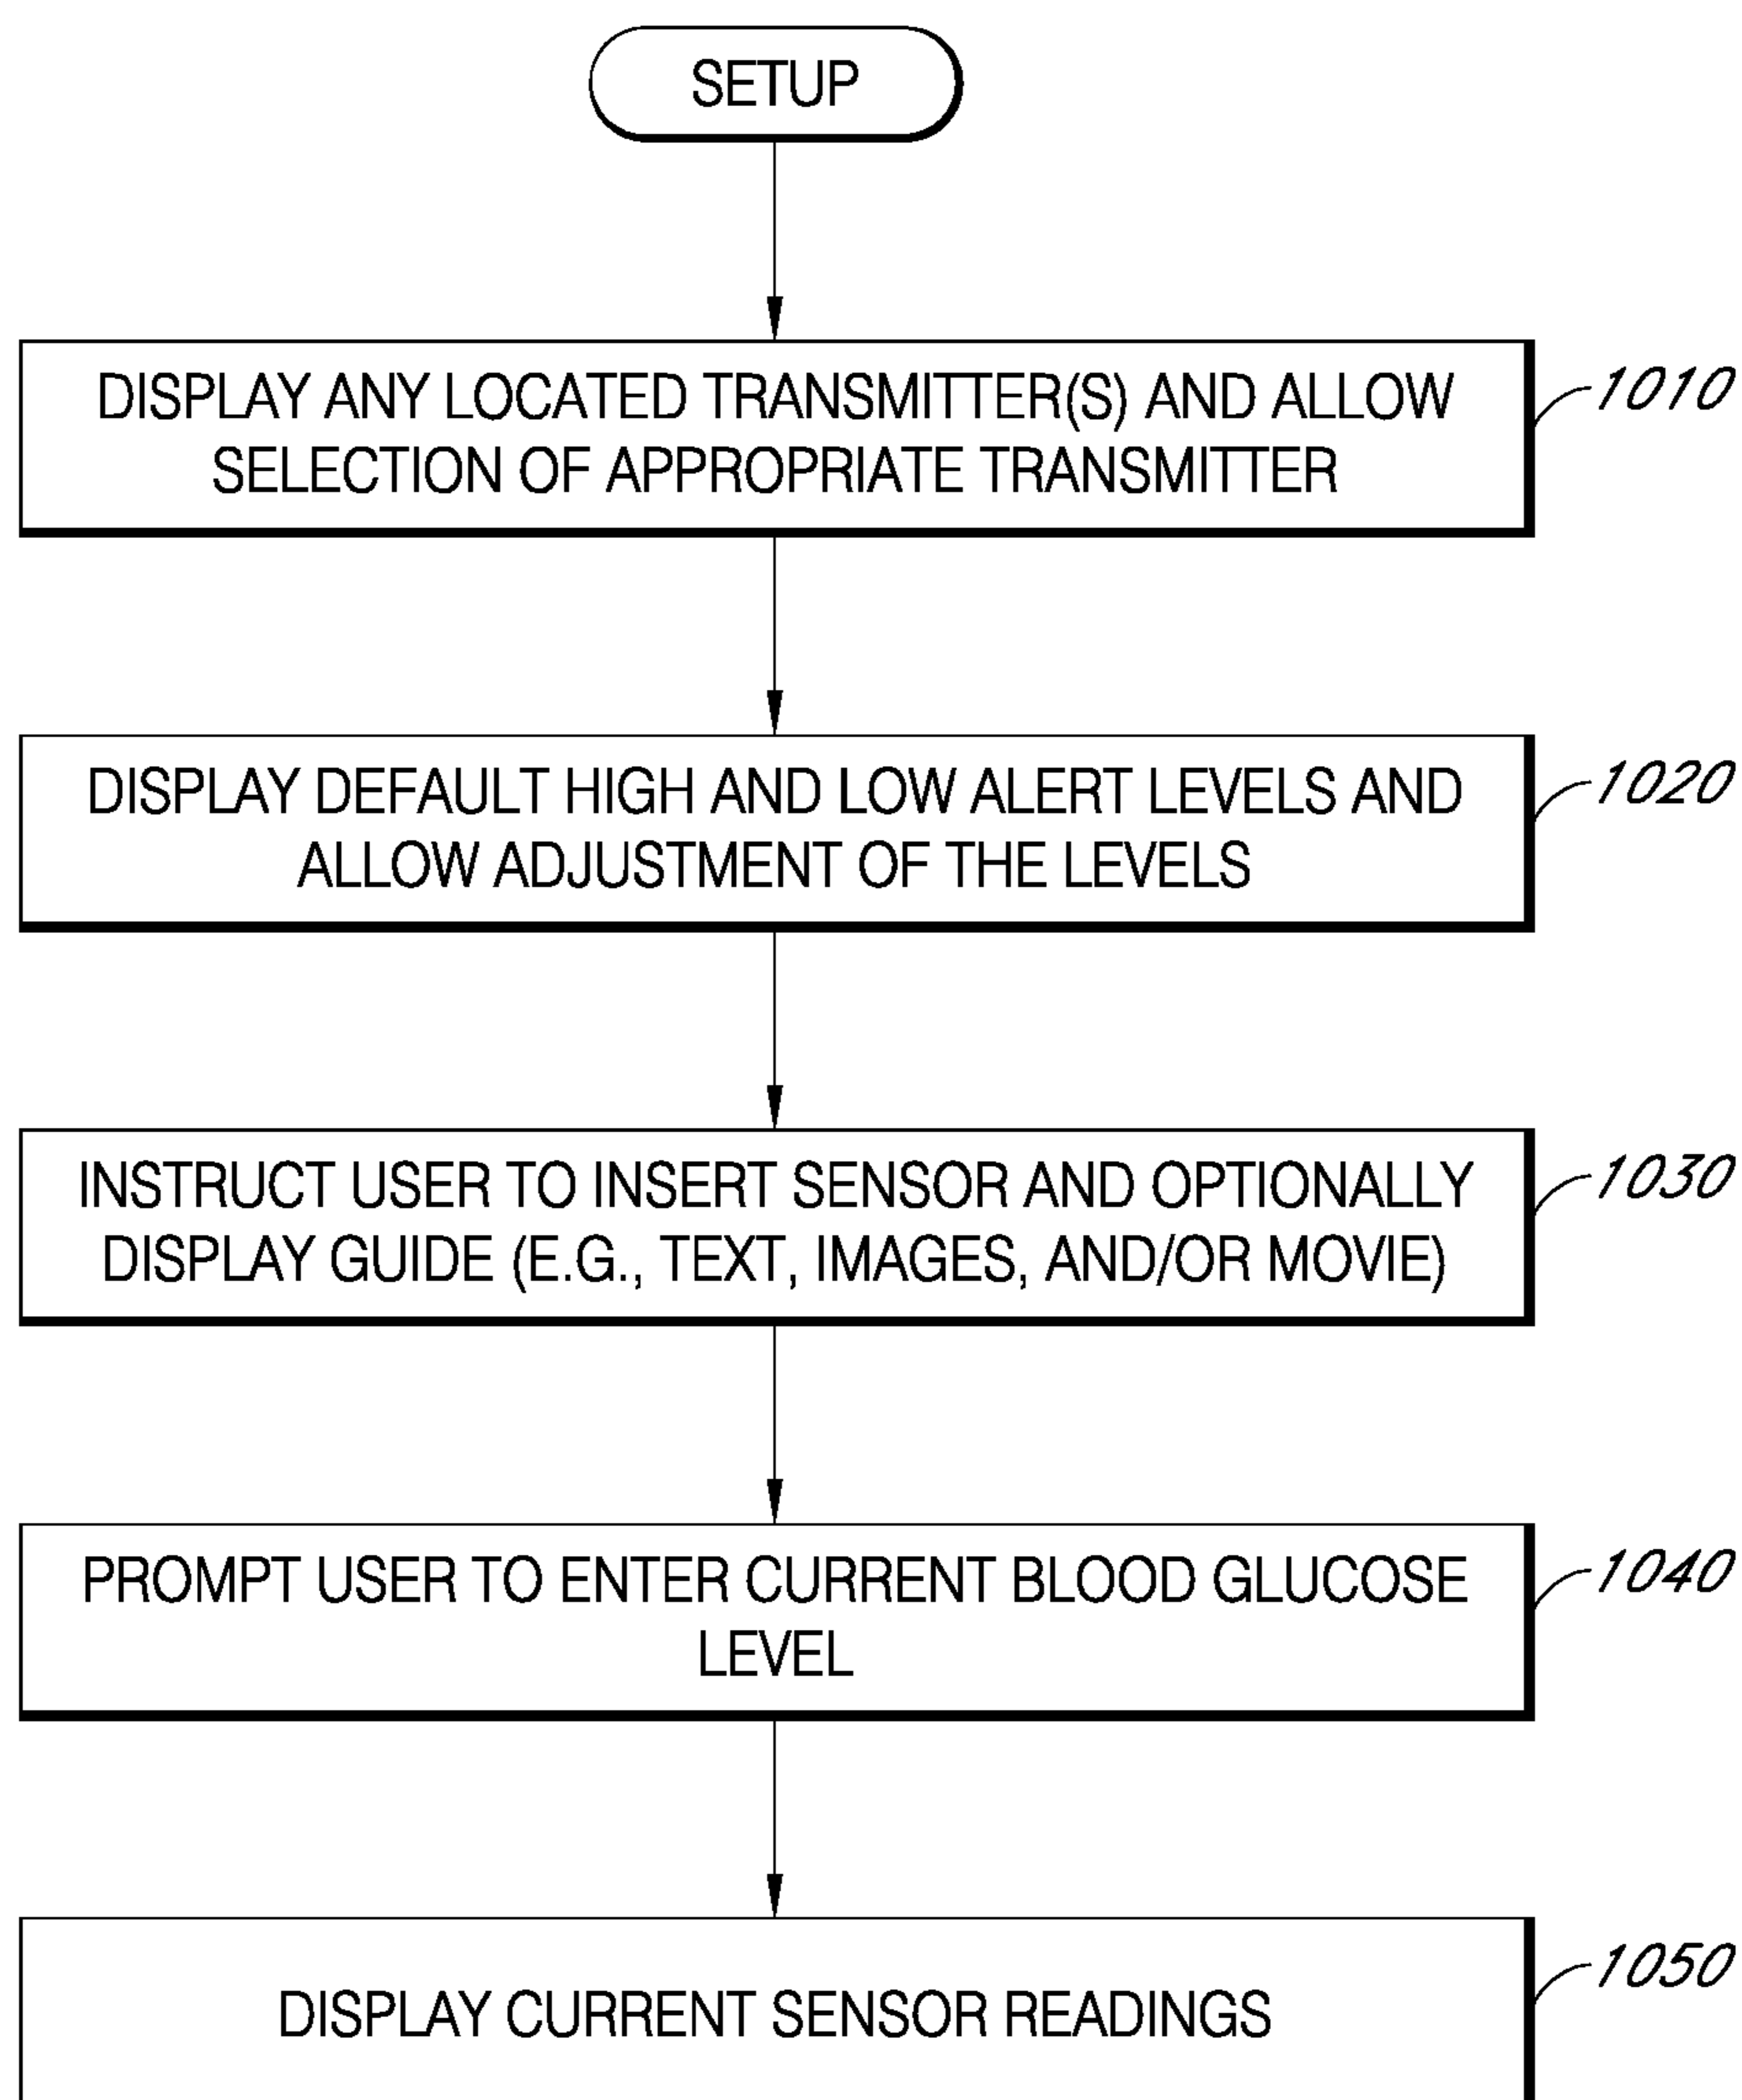 SETUP
DISPLAY ANY LOCATED TRANSMITTER(S) AND ALLOW
SELECTION OF APPROPRIATE TRANSMITTER
1010
DISPLAY DEFAULT HIGH AND LOW ALERT LEVELS AND
ALLOW ADJUSTMENT OF THE LEVELS
1020
INSTRUCT USER TO INSERT SENSOR AND OPTIONALLY
DISPLAY GUIDE (E.G., TEXT, IMAGES, AND/OR MOVIE)
1030
PROMPT USER TO ENTER CURRENT BLOOD GLUCOSE
LEVEL
1040
DISPLAY CURRENT SENSOR READINGS
1050